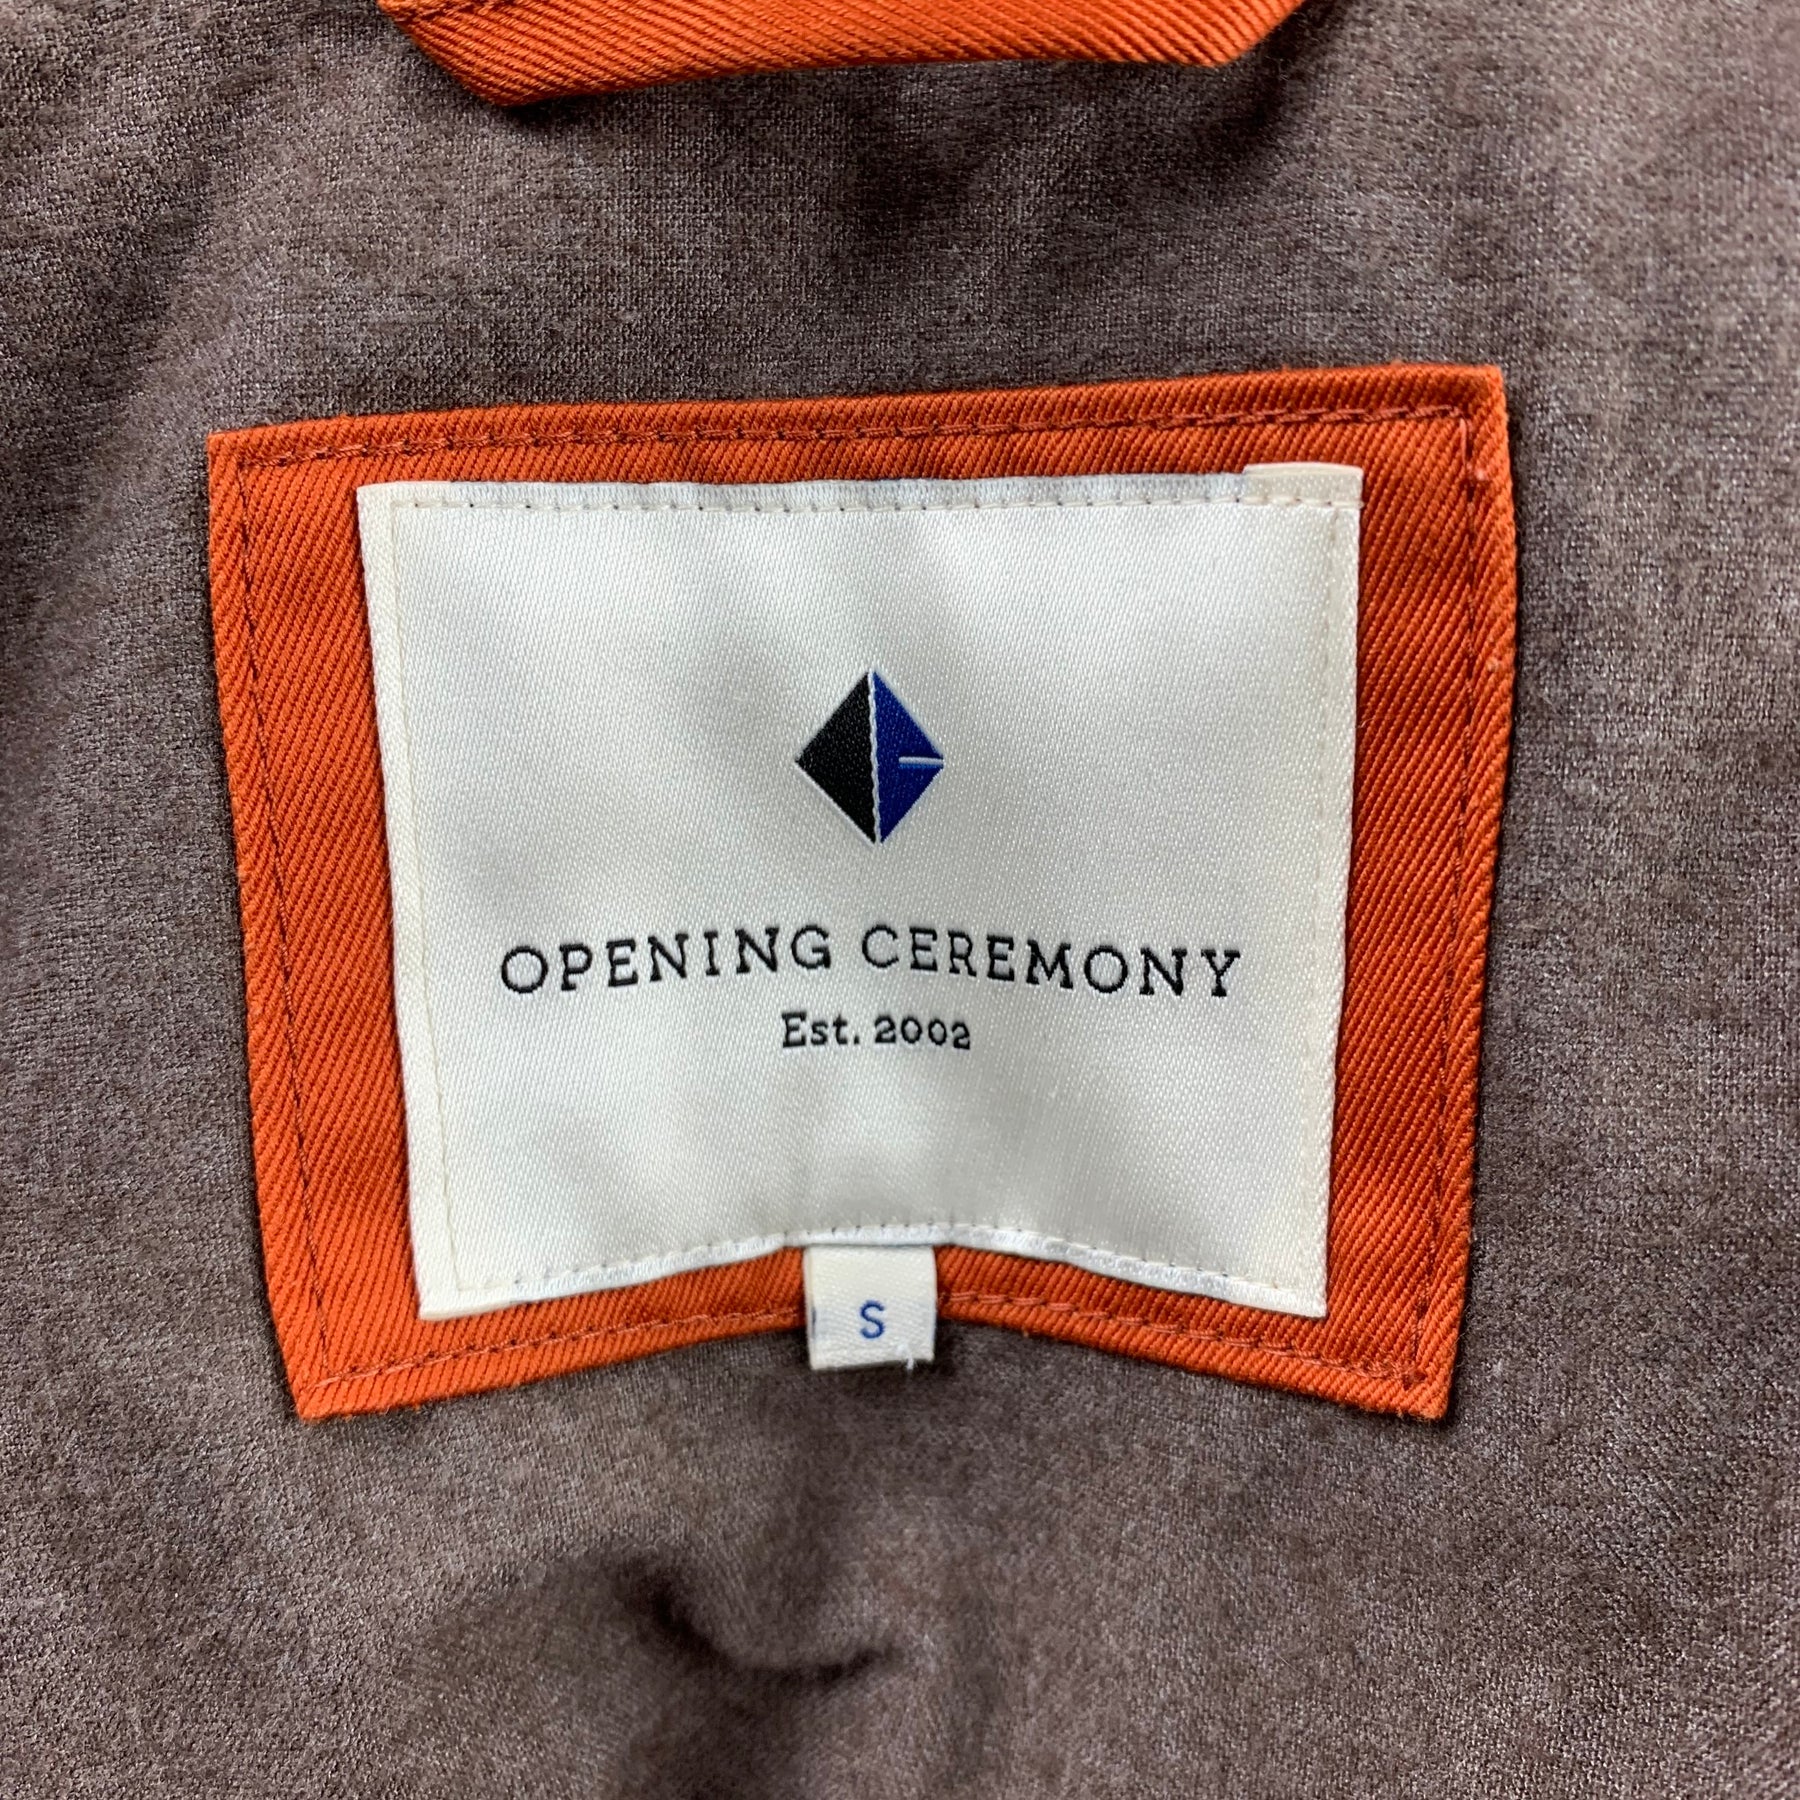 OPENING CEREMONY
Est. 2002
S